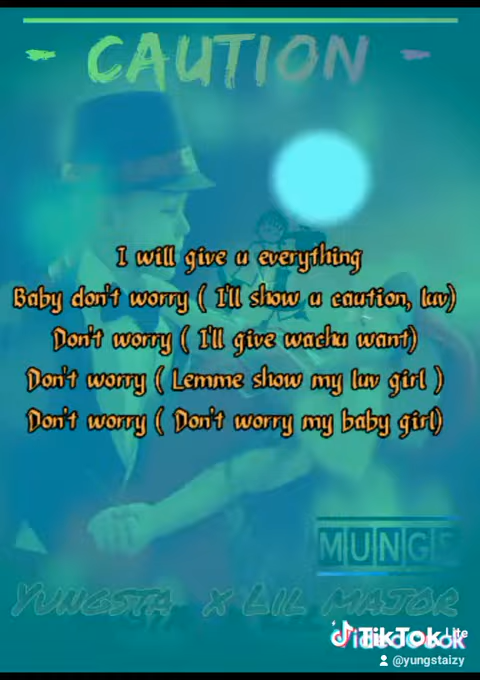 - CAUTION -
I will give u everything
Baby don't worry ( I'll show u caution, luv)
Don't worry ( I'll give wachu want)
Don't worry ( Lemme show my luv girl )
Don't worry ( Don't worry my baby girl)
MUNGE
YUNGSTA x LIL MAJOR
TikTok Lite
@yungstaizy